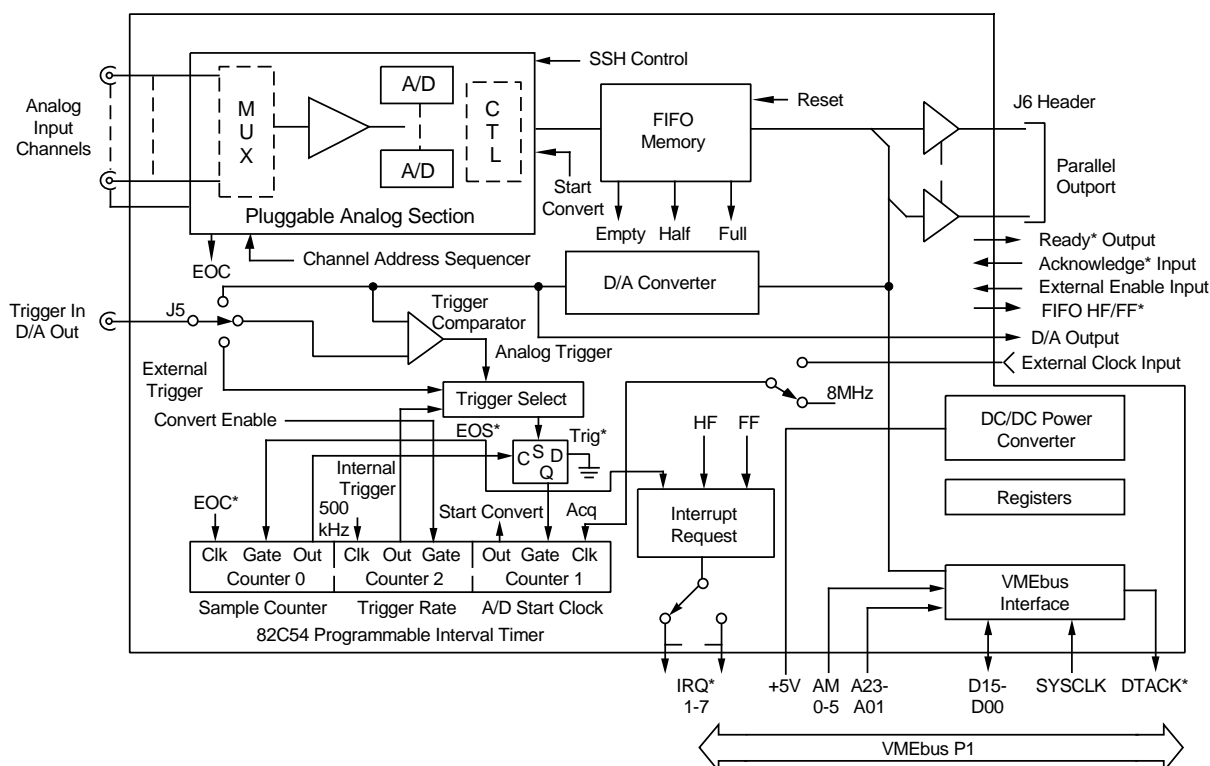 SSH Control
A/D
MUX
CTL
A/D
Analog
Input
Channels
FIFO
Memory
Reset
J6 Header
Parallel
Outport
Start
Convert
Pluggable Analog Section
Empty Half Full
Ready* Output
EOC
Channel Address Sequencer
Acknowledge* Input
D/A Converter
External Enable Input
Trigger In
D/A Out
J5
Trigger
Comparator
FIFO HF/FF*
D/A Output
Analog Trigger
External Clock Input
External
Trigger
Trigger Select
8MHz
Convert Enable
DC/DC Power
Converter
EOS*
Trig*
HF FF
C S D
Q
Internal
Trigger
Registers
EOC*
500
kHz
Start Convert
Acq
Interrupt
Request
Clk Gate Out Clk Out Gate Out Gate Clk
Counter 0 Counter 2 Counter 1
VMEbus
Interface
Sample Counter Trigger Rate A/D Start Clock
82C54 Programmable Interval Timer
IRQ*
1-7
+5V
AM
0-5
A23-
A01
D15-
D00
SYSCLK
DTACK*
VMEbus P1